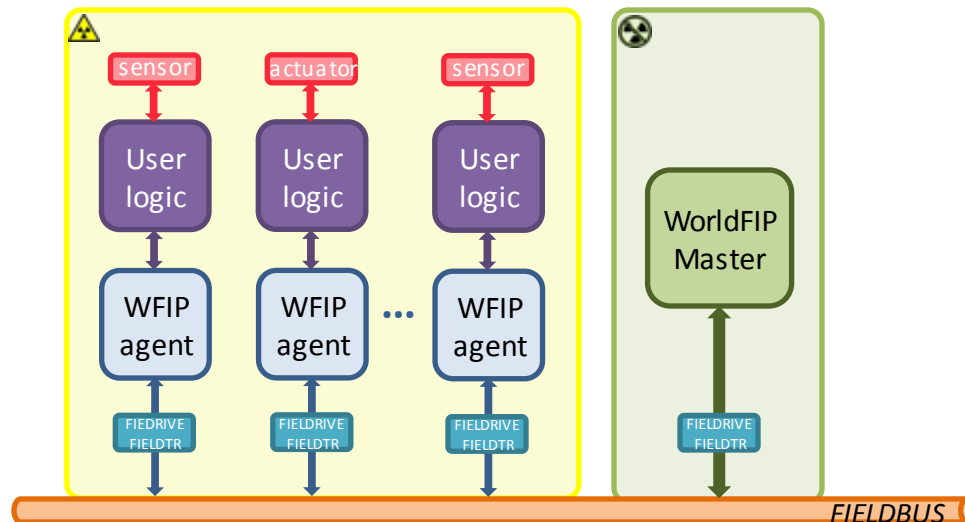 sensor
actuator
sensor
User
logic
User
logic
User
logic
WorldFIP
Master
WFIP
agent
WFIP
agent
...
WFIP
agent
FIEDRIVE
FIELDTR
FIELDRIVE
FIELDTR
FIELDRIVE
FIELDTR
FIELDRIVE
FIELDTR
FIELDBUS